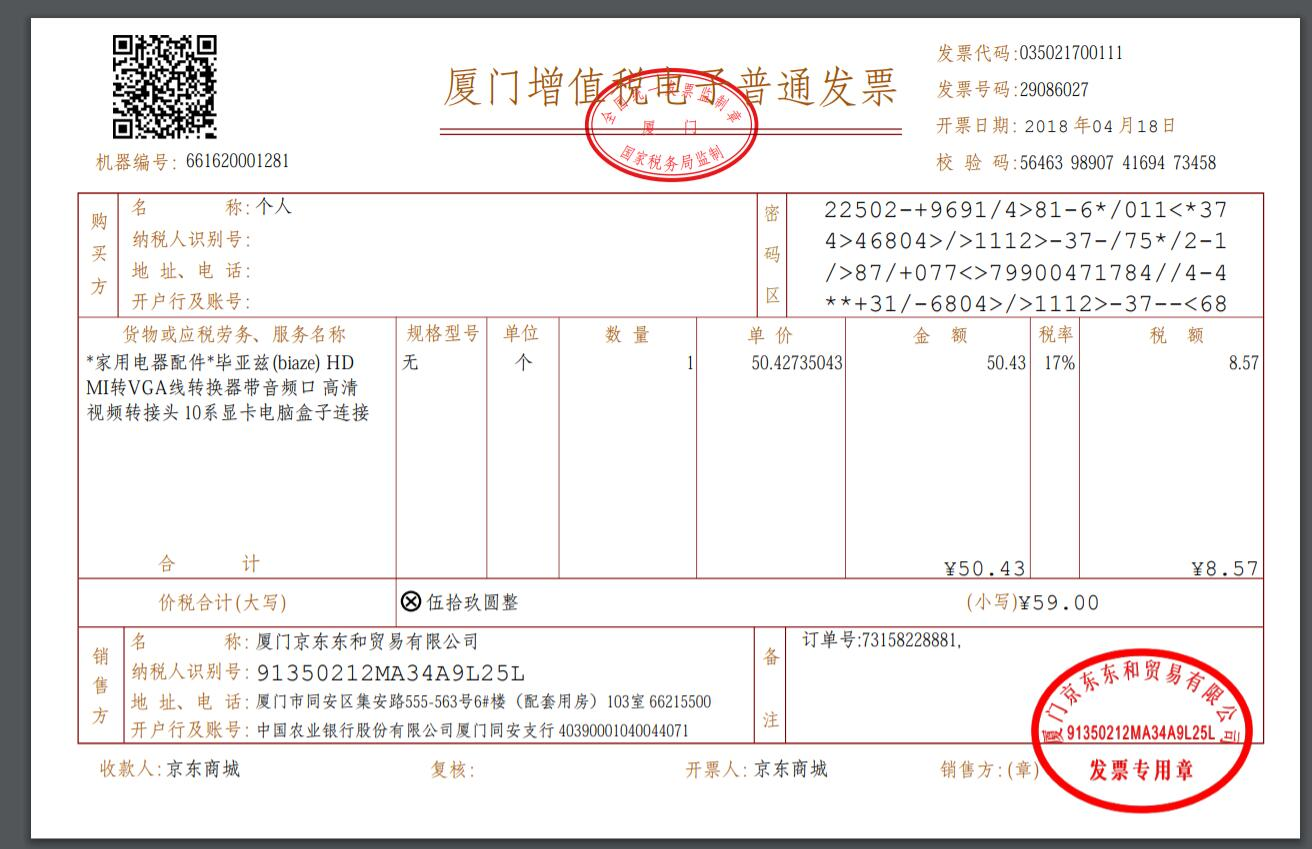 厦门增值税电子普通发票
全国统一发票监制章
厦 门
国家税务局监制
发票代码:035021700111
发票号码:29086027
开票日期: 2018 年04 月18日
校 验 码:56463 98907 41694 73458
机器编号: 661620001281
购买方
名 称: 个人
纳税人识别号:
地 址、电 话:
开户行及账号:
密码区
22502-+9691/4>81-6*/011<*37
4>46804>/>1112>-37-/75*/2-1
/>87/+077<>79900471784//4-4
**+31/-6804>/>1112>-37--<68
货物或应税劳务、服务名称 规格型号 单位 数 量 单 价 金 额 税率 税 额
*家用电器配件*毕亚兹(biaze) HD 无 个 1 50.42735043 50.43 17% 8.57
MI转VGA线转换器带音频口 高清
视频转接头 10系显卡电脑盒子连接
合 计 ¥50.43 ¥8.57
价税合计(大写) ⊗ 伍拾玖圆整 (小写)¥59.00
销售方
名 称: 厦门京东东和贸易有限公司
纳税人识别号: 91350212MA34A9L25L
地 址、电 话: 厦门市同安区集安路555-563号6#楼（配套用房）103室 66215500
开户行及账号: 中国农业银行股份有限公司厦门同安支行 40390001040044071
备注
订单号:73158228881,
厦门京东东和贸易有限公司
91350212MA34A9L25L
发票专用章
收款人: 京东商城 复核: 开票人: 京东商城 销售方:(章)